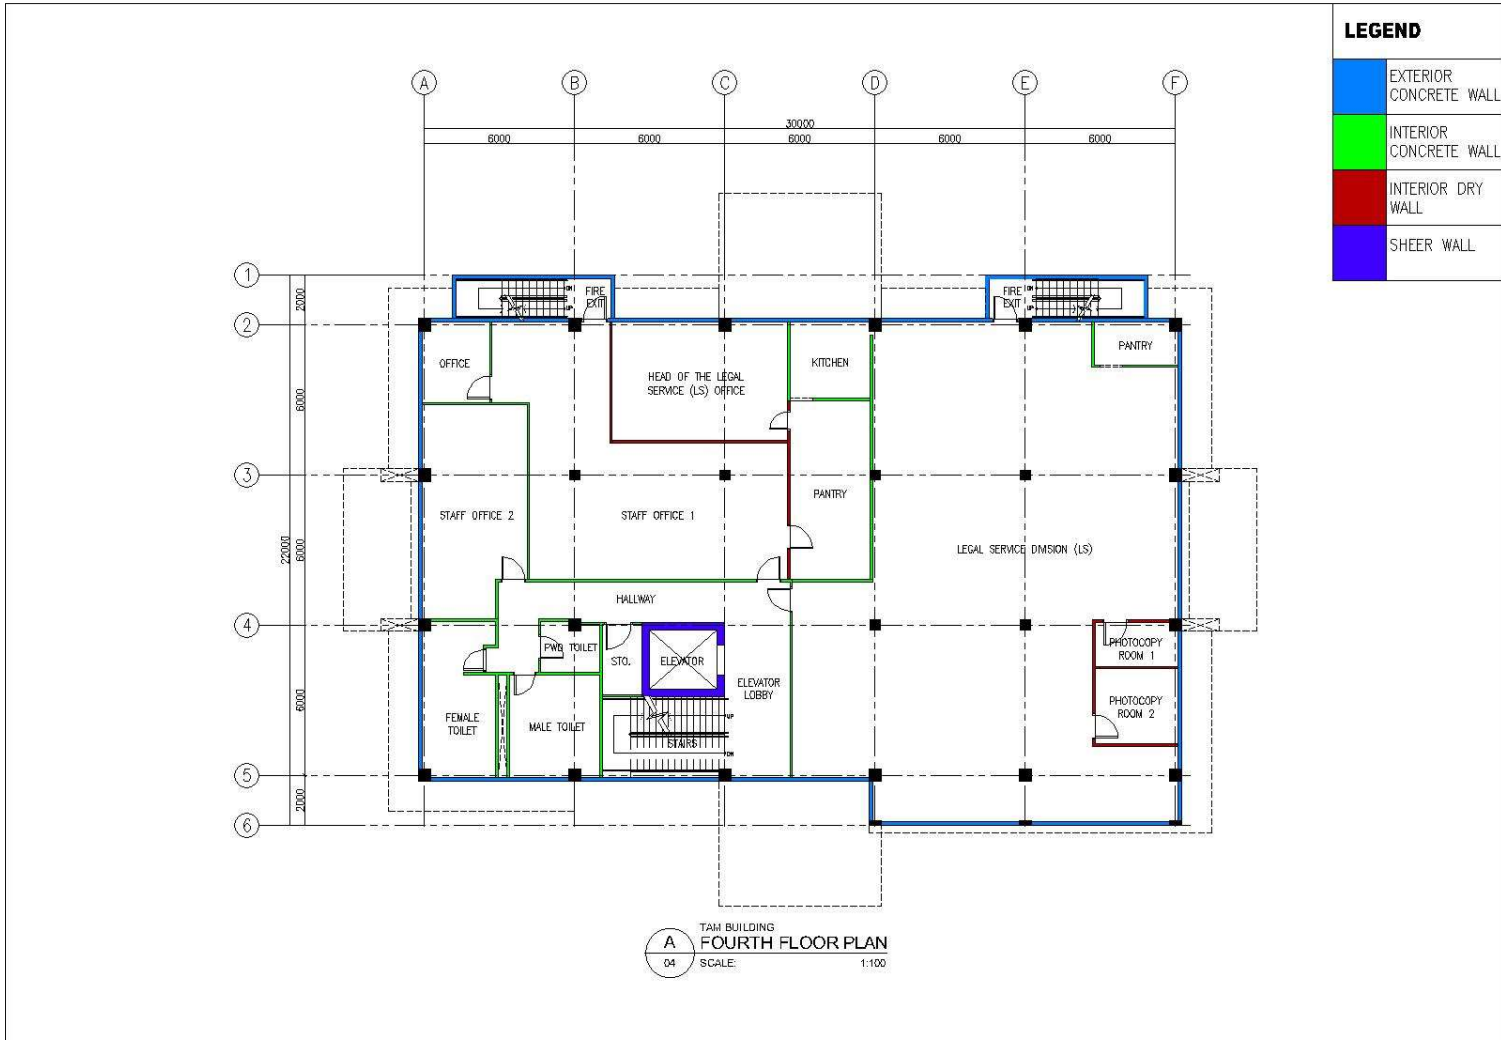 LEGEND
EXTERIOR
CONCRETE WALL
INTERIOR
CONCRETE WALL
INTERIOR DRY
WALL
SHEER WALL
A B C D E F
30000
6000 6000 6000 6000 6000
1
2
3
4
5
6
2000
6000
6000
22000
6000
2000
FIRE
EXIT
DN
UP
FIRE
EXIT
DN
UP
OFFICE
HEAD OF THE LEGAL
SERVICE (LS) OFFICE
KITCHEN
PANTRY
STAFF OFFICE 2
STAFF OFFICE 1
PANTRY
LEGAL SERVICE DIVISION (LS)
HALLWAY
PWD TOILET
STO.
ELEVATOR
ELEVATOR
LOBBY
PHOTOCOPY
ROOM 1
PHOTOCOPY
ROOM 2
FEMALE
TOILET
MALE TOILET
STAIRS
UP
DN
A
04
TAM BUILDING
FOURTH FLOOR PLAN
SCALE: 1:100